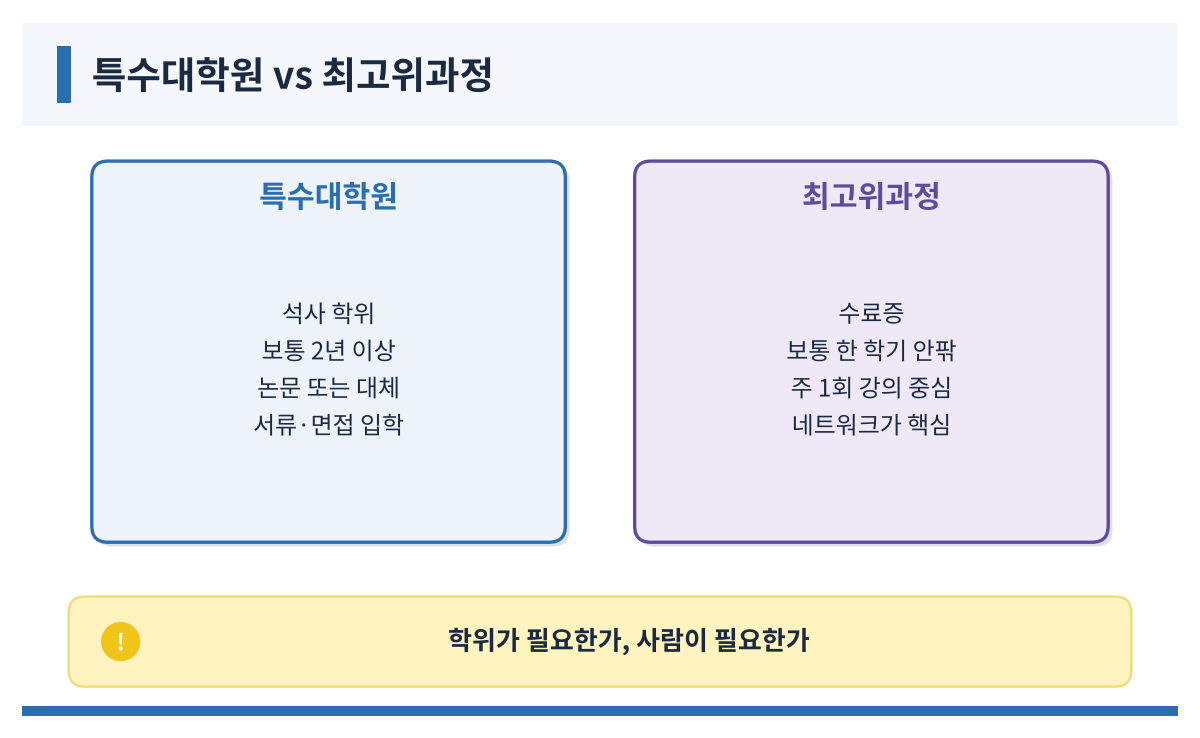 특수대학원 vs 최고위과정
특수대학원
석사 학위
보통 2년 이상
논문 또는 대체
서류·면접 입학
최고위과정
수료증
보통 한 학기 안팎
주 1회 강의 중심
네트워크가 핵심
!
학위가 필요한가, 사람이 필요한가